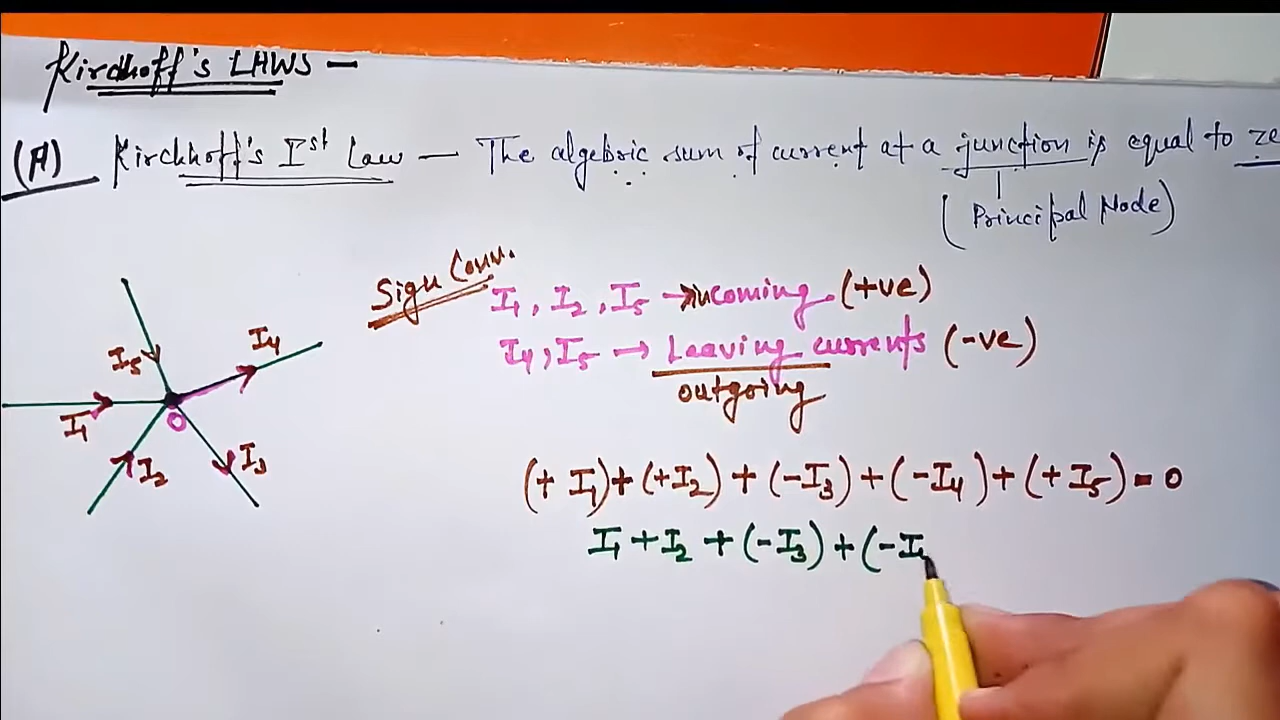 Kirchhoff's LAWS -
(A) Kirchhoff's Ist Law - The algebric sum of current at a junction is equal to ze
(Principal Node)
Sign Conv.
I1, I2, I5 → incoming. (+ve)
I4, I5 → Leaving currents (-ve)
outgoing
I5
I4
I1
O
I2
I3
(+ I1) + (+I2) + (-I3) + (-I4) + (+I5) = 0
I1 + I2 + (-I3) + (-I